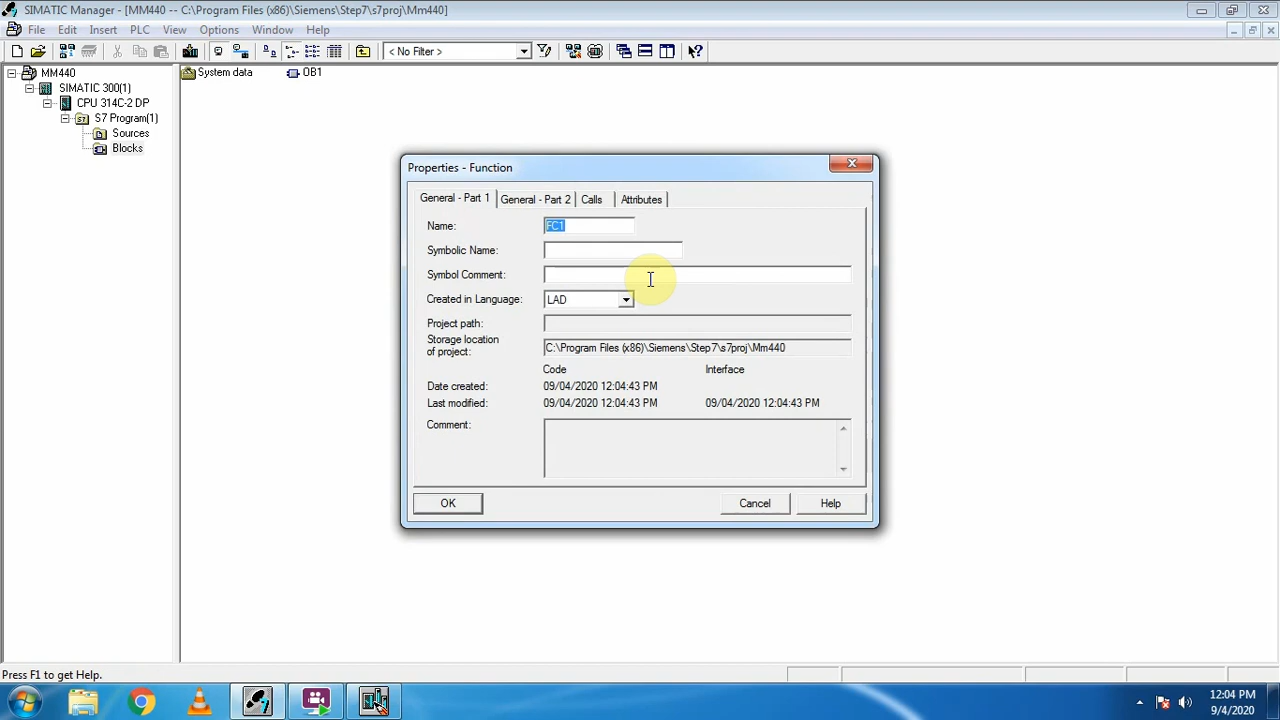 SIMATIC Manager - [MM440 -- C:\Program Files (x86)\Siemens\Step7\s7proj\Mm440]
File Edit Insert PLC View Options Window Help
< No Filter >
MM440
SIMATIC 300(1)
CPU 314C-2 DP
S7 Program(1)
Sources
Blocks
System data OB1
Properties - Function
General - Part 1 General - Part 2 Calls Attributes
Name: FC1
Symbolic Name:
Symbol Comment:
Created in Language: LAD
Project path:
Storage location
of project: C:\Program Files (x86)\Siemens\Step7\s7proj\Mm440
Code Interface
Date created: 09/04/2020 12:04:43 PM
Last modified: 09/04/2020 12:04:43 PM 09/04/2020 12:04:43 PM
Comment:
OK Cancel Help
Press F1 to get Help.
12:04 PM
9/4/2020